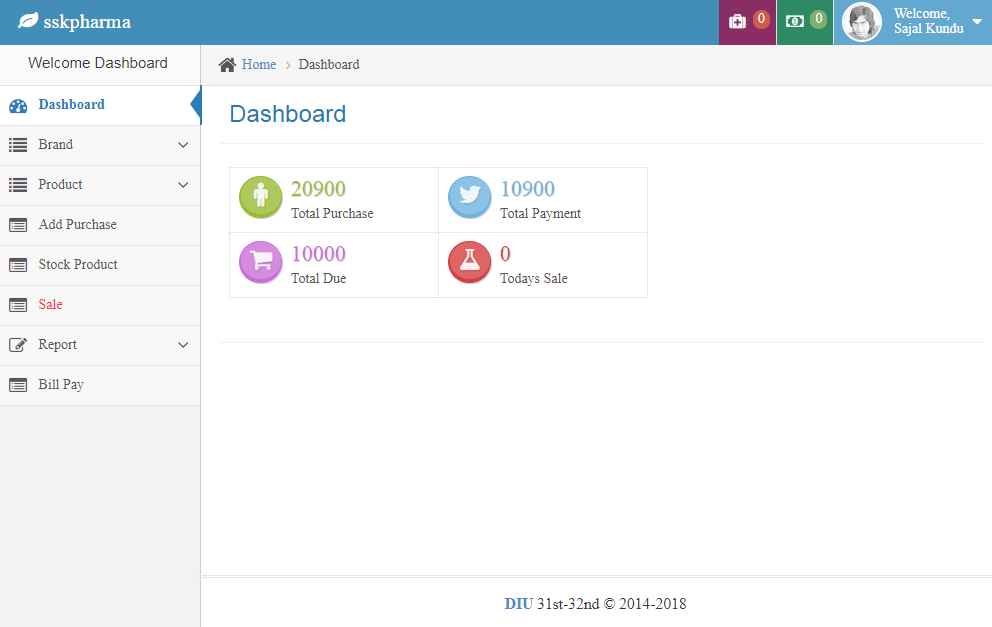 sskpharma
0
0
Welcome,
Sajal Kundu
Welcome Dashboard
Home
Dashboard
Dashboard
Brand
Product
Add Purchase
Stock Product
Sale
Report
Bill Pay
Dashboard
20900
Total Purchase
10900
Total Payment
10000
Total Due
0
Todays Sale
DIU 31st-32nd © 2014-2018